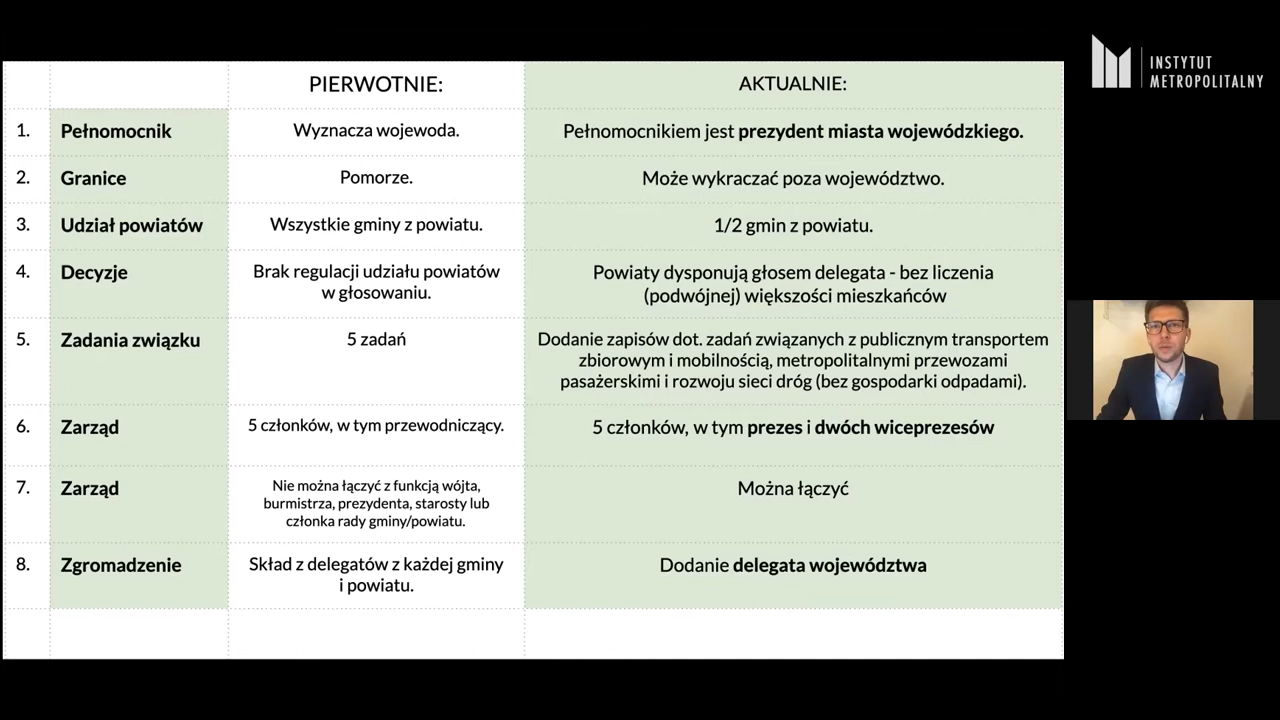 INSTYTUT
METROPOLITALNY
PIERWOTNIE:
AKTUALNIE:
1.
Pełnomocnik
Wyznacza wojewoda.
Pełnomocnikiem jest prezydent miasta wojewódzkiego.
2.
Granice
Pomorze.
Może wykraczać poza województwo.
3.
Udział powiatów
Wszystkie gminy z powiatu.
1/2 gmin z powiatu.
4.
Decyzje
Brak regulacji udziału powiatów
w głosowaniu.
Powiaty dysponują głosem delegata - bez liczenia
(podwójnej) większości mieszkańców
5.
Zadania związku
5 zadań
Dodanie zapisów dot. zadań związanych z publicznym transportem
zbiorowym i mobilnością, metropolitalnymi przewozami
pasażerskimi i rozwoju sieci dróg (bez gospodarki odpadami).
6.
Zarząd
5 członków, w tym przewodniczący.
5 członków, w tym prezes i dwóch wiceprezesów
7.
Zarząd
Nie można łączyć z funkcją wójta,
burmistrza, prezydenta, starosty lub
członka rady gminy/powiatu.
Można łączyć
8.
Zgromadzenie
Skład z delegatów z każdej gminy
i powiatu.
Dodanie delegata województwa